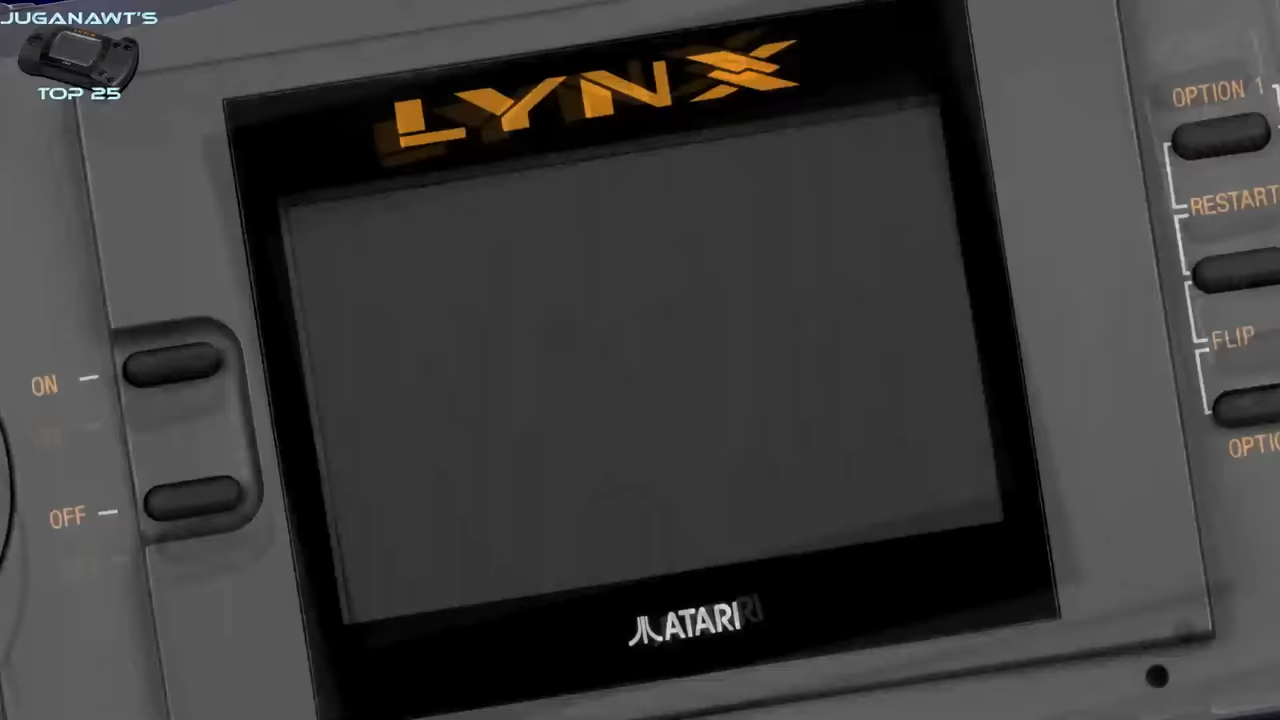 JUGANAWT'S
TOP 25
LYNX
OPTION 1
RESTART
ON
FLIP
OFF
ATARI